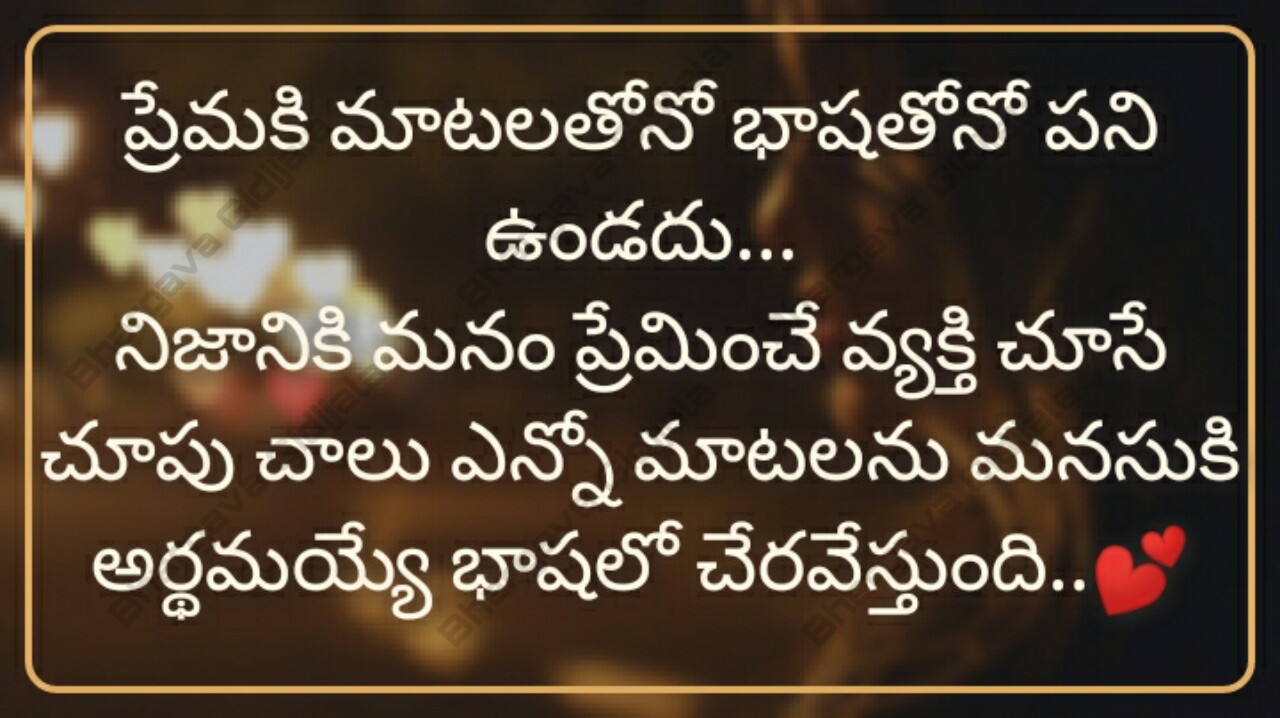 ప్రేమకి మాటలతోనో భాషతోనో పని
ఉండదు...
నిజానికి మనం ప్రేమించే వ్యక్తి చూసే
చూపు చాలు ఎన్నో మాటలను మనసుకి
అర్థమయ్యే భాషలో చేరవేస్తుంది..💕